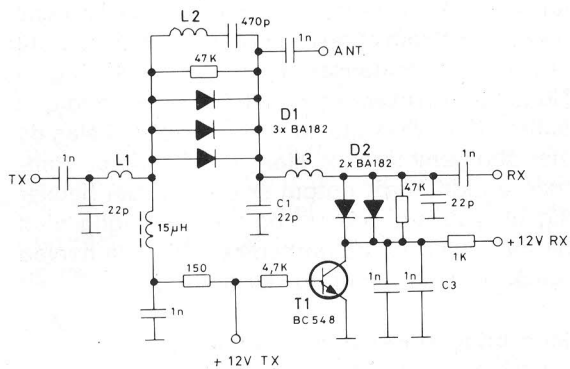 L2
470p
1n
ANT.
47K
D1
3x BA182
D2
2x BA182
1n
L1
L3
1n
TX
47K
RX
22p
C1
22p
22p
15µH
+12V RX
1K
150
4,7K
1n
1n
C3
T1
BC548
1n
+12V TX